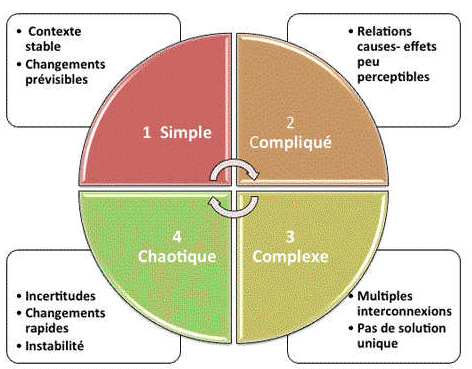 • Contexte
stable
• Changements
prévisibles
• Relations
causes- effets
peu
perceptibles
1 Simple
2
Compliqué
4
Chaotique
3
Complexe
• Incertitudes
• Changements
rapides
• Instabilité
• Multiples
interconnexions
• Pas de solution
unique